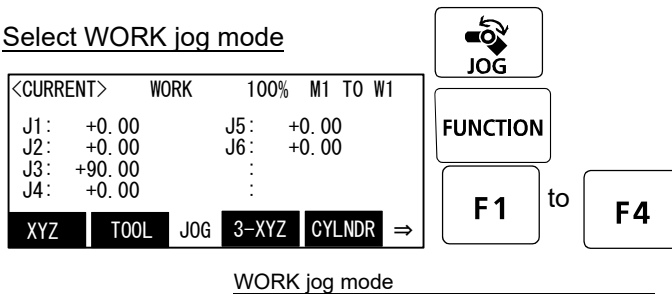 Select WORK jog mode
<CURRENT> WORK 100% M1 T0 W1
J1: +0.00 J5: +0.00
J2: +0.00 J6: +0.00
J3: +90.00 :
J4: +0.00 :
XYZ TOOL JOG 3-XYZ CYLNDR ⇒
JOG
FUNCTION
F1 to F4
WORK jog mode